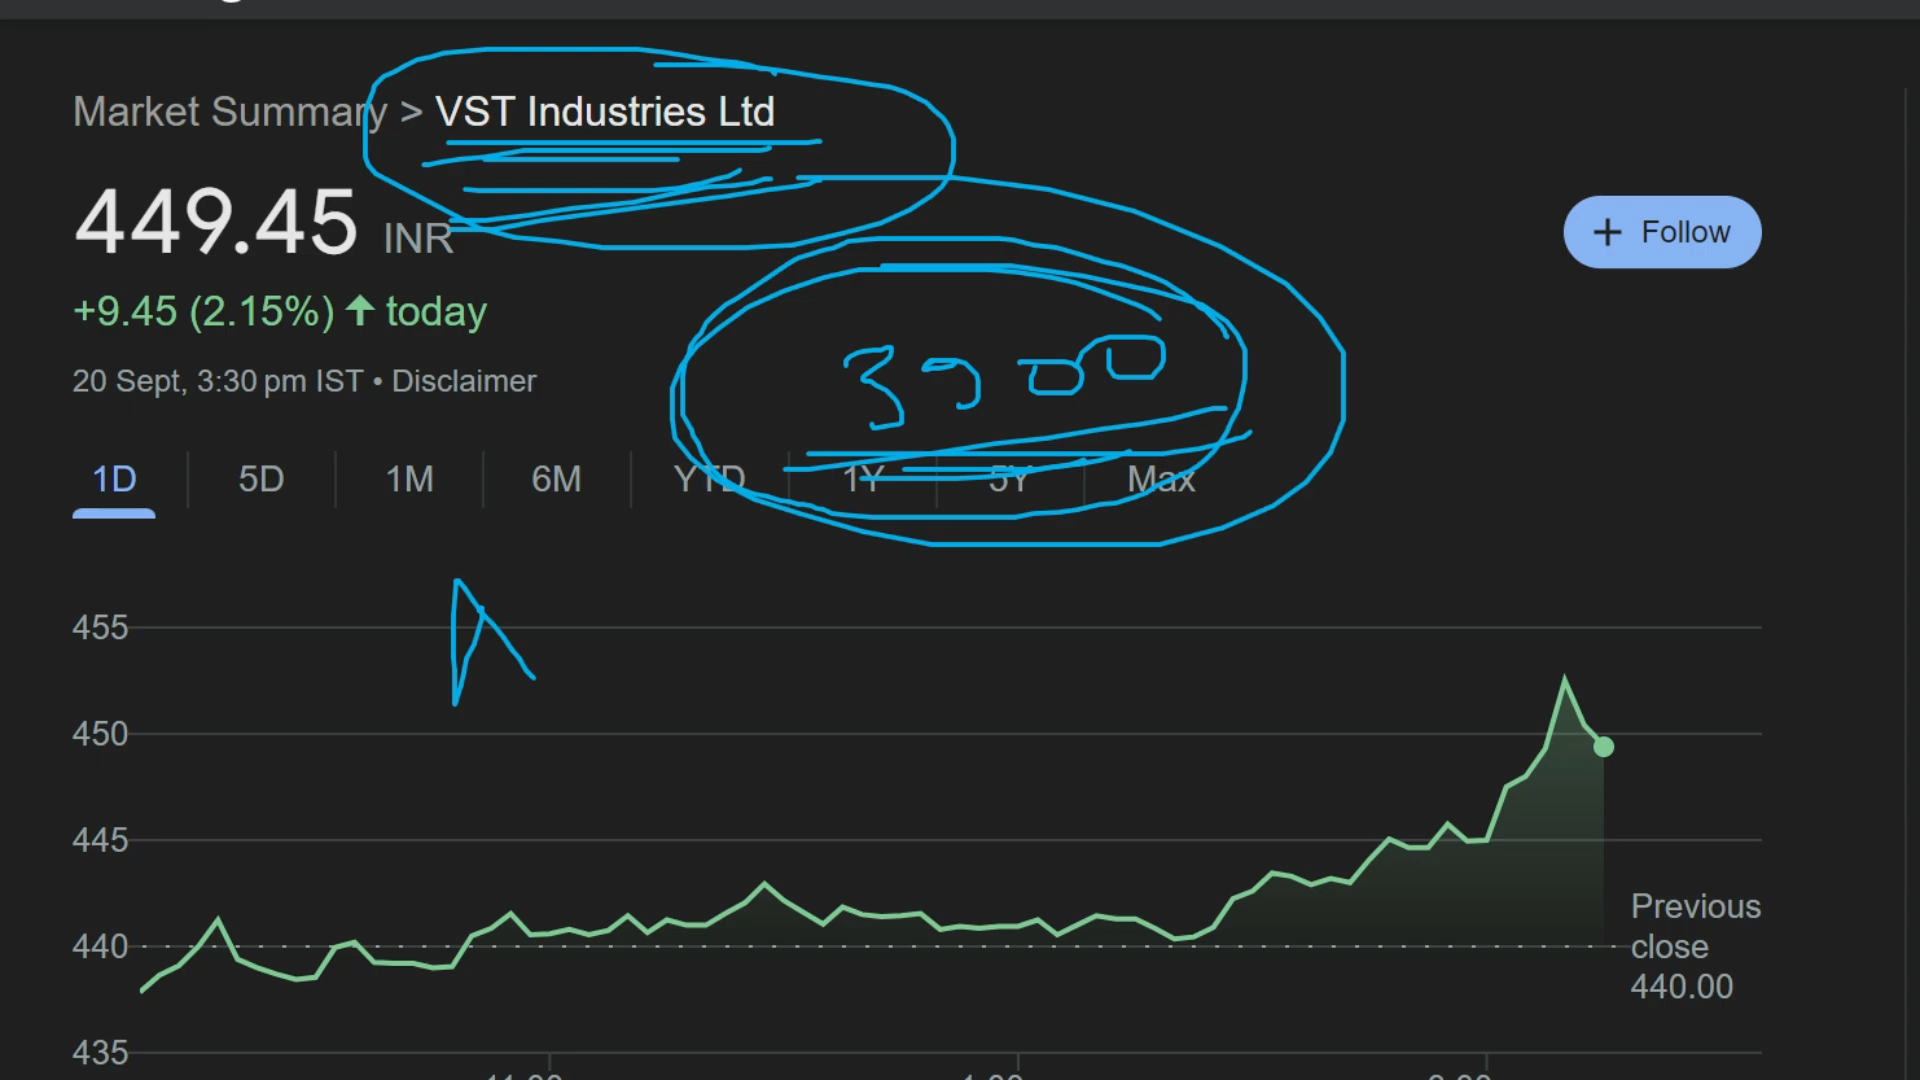 Market Summary > VST Industries Ltd
449.45 INR
+ Follow
+9.45 (2.15%) ↑ today
20 Sept, 3:30 pm IST • Disclaimer
1D 5D 1M 6M YTD 1Y 5Y Max
455
450
445
440
435
Previous
close
440.00